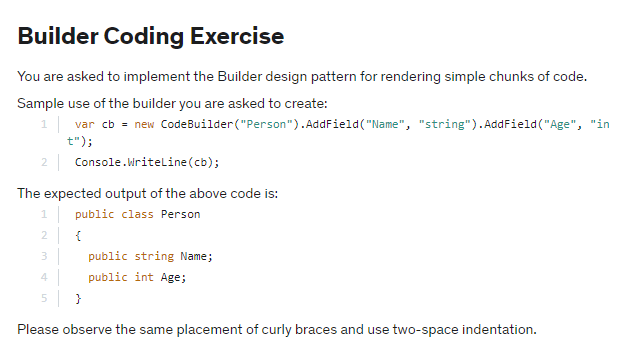 Builder Coding Exercise
You are asked to implement the Builder design pattern for rendering simple chunks of code.
Sample use of the builder you are asked to create:
1 var cb = new CodeBuilder("Person").AddField("Name", "string").AddField("Age", "in
t");
2 Console.WriteLine(cb);
The expected output of the above code is:
1 public class Person
2 {
3   public string Name;
4   public int Age;
5 }
Please observe the same placement of curly braces and use two-space indentation.